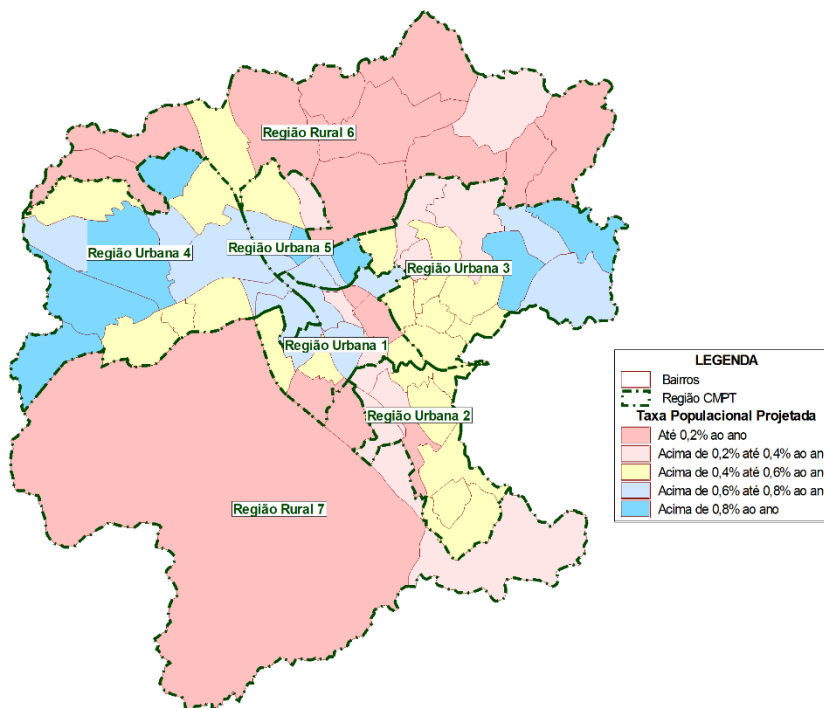 Região Rural 6
Região Urbana 4
Região Urbana 5
Região Urbana 3
Região Urbana 1
Região Urbana 2
Região Rural 7
LEGENDA
Bairros
Região CMPT
Taxa Populacional Projetada
Até 0,2% ao ano
Acima de 0,2% até 0,4% ao an
Acima de 0,4% até 0,6% ao an
Acima de 0,6% até 0,8% ao an
Acima de 0,8% ao ano